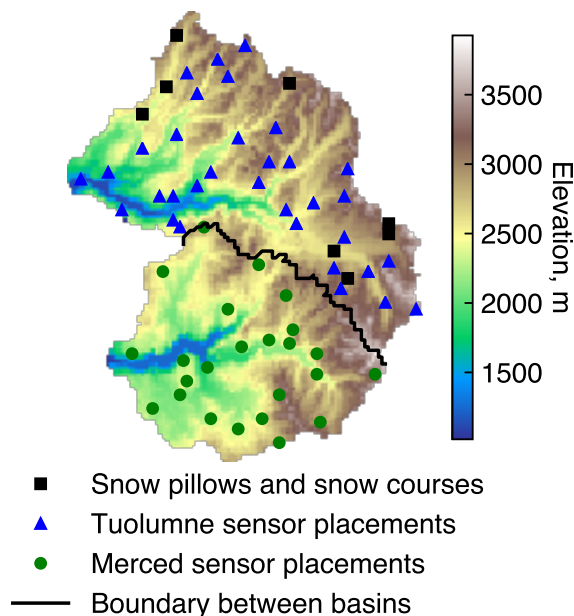 3500
3000
2500
2000
1500
Elevation, m
Snow pillows and snow courses
Tuolumne sensor placements
Merced sensor placements
Boundary between basins